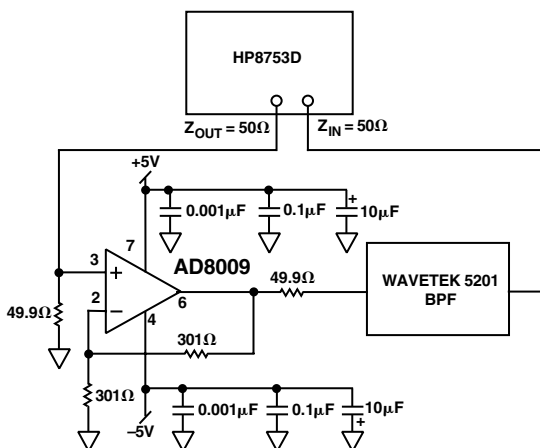 HP8753D
Z_OUT = 50Ω
Z_IN = 50Ω
+5V
+
0.001µF
0.1µF
10µF
7
AD8009
3
+
2
−
6
4
49.9Ω
49.9Ω
WAVETEK 5201
BPF
301Ω
301Ω
−5V
0.001µF
0.1µF
10µF
+